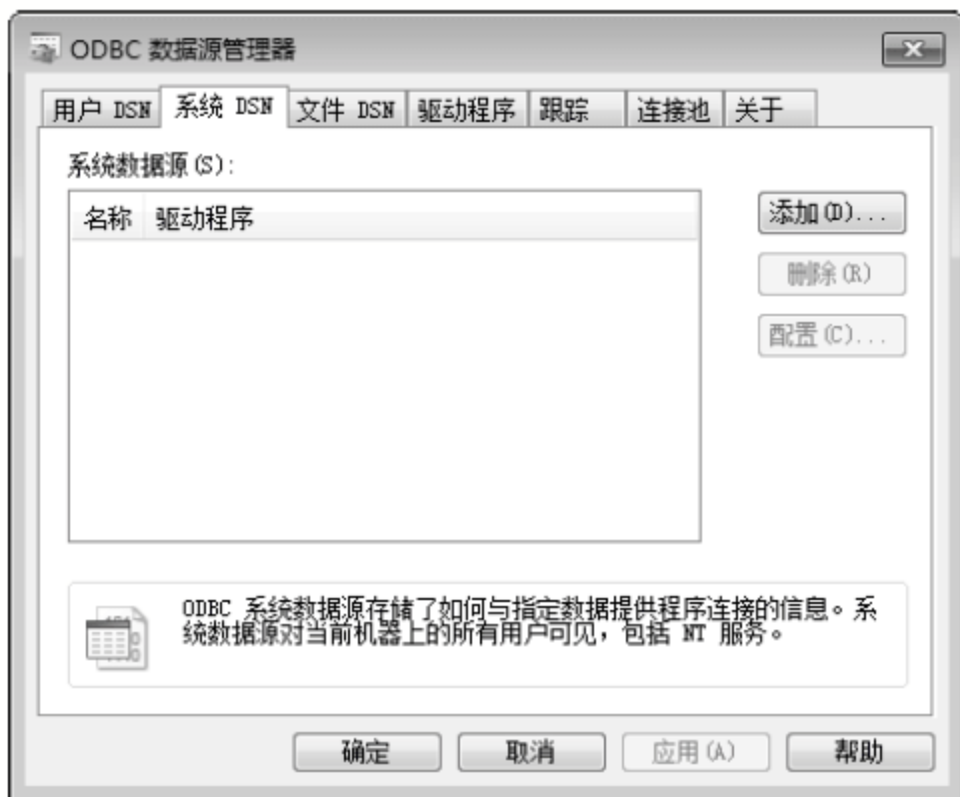 ODBC 数据源管理器
用户 DSN 系统 DSN 文件 DSN 驱动程序 跟踪 连接池 关于
系统数据源(S):
名称 驱动程序
添加(D)...
删除(R)
配置(C)...
ODBC 系统数据源存储了如何与指定数据提供程序连接的信息。系
统数据源对当前机器上的所有用户可见，包括 NT 服务。
确定 取消 应用(A) 帮助